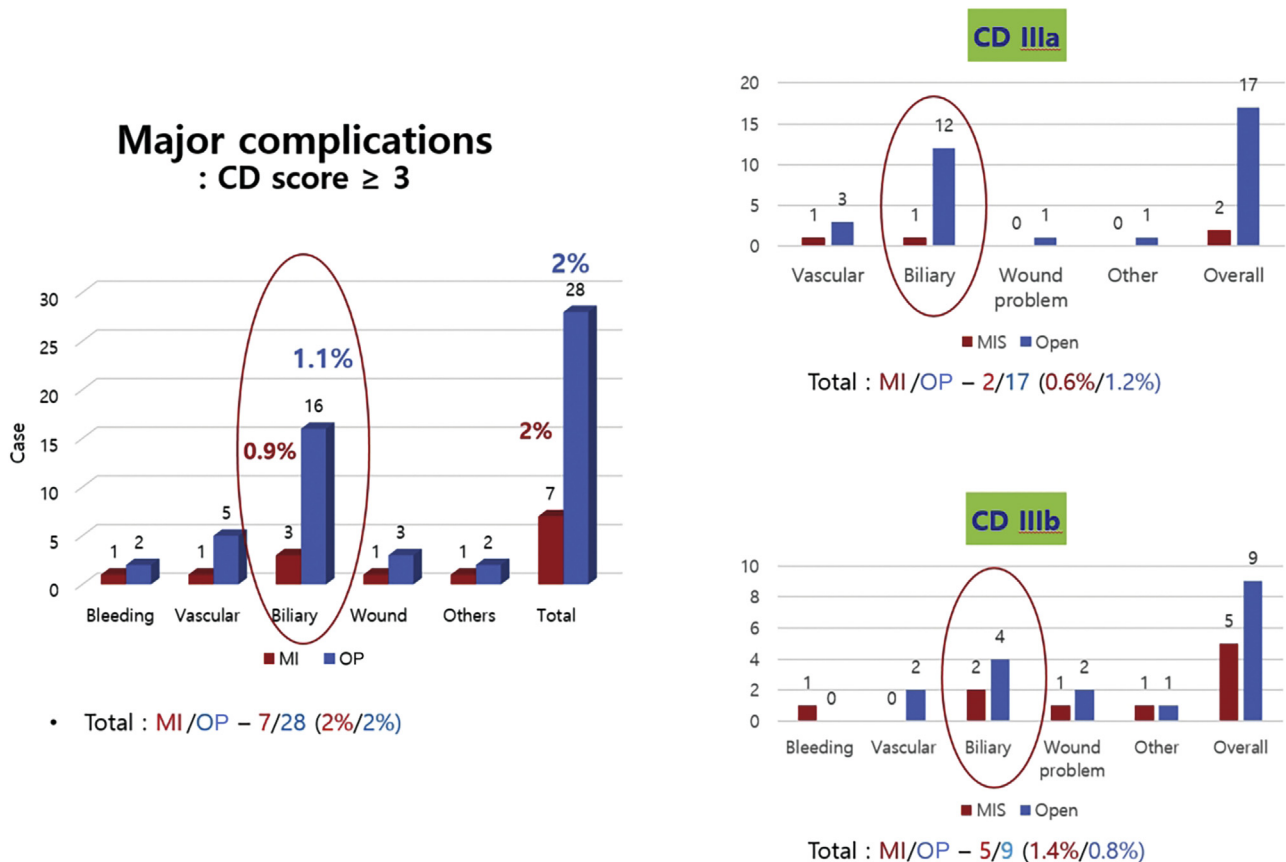 Major complications
: CD score ≥ 3
2%
28
1.1%
16
2%
0.9%
7
5
3
3
1
2
1
1
1
2
Case
30
25
20
15
10
5
0
Bleeding
Vascular
Biliary
Wound
Others
Total
MI
OP
• Total : MI/OP – 7/28 (2%/2%)
CD IIIa
20
15
10
5
0
1
3
1
12
0
1
0
1
2
17
Vascular
Biliary
Wound
problem
Other
Overall
MIS
Open
Total : MI/OP – 2/17 (0.6%/1.2%)
CD IIIb
10
8
6
4
2
0
1
0
0
2
2
4
1
2
1
1
5
9
Bleeding
Vascular
Biliary
Wound
problem
Other
Overall
MIS
Open
Total : MI/OP – 5/9 (1.4%/0.8%)